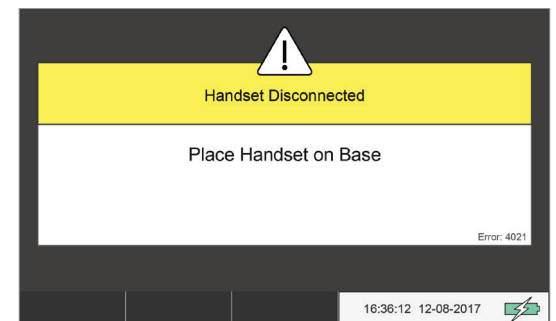 Handset Disconnected
Place Handset on Base
Error: 4021
16:36:12 12-08-2017